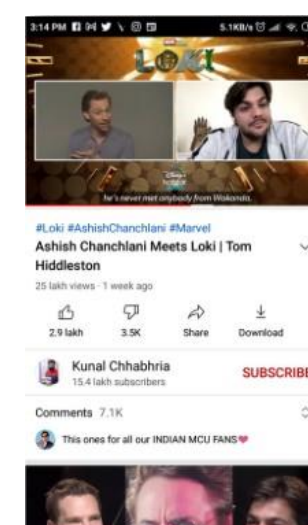 3:14 PM 5.1KB/s
LOKI
Disney+
hotstar
he's never met anybody from Wakanda.
#Loki #AshishChanchlani #Marvel
Ashish Chanchlani Meets Loki | Tom
Hiddleston
25 lakh views · 1 week ago
2.9 lakh 3.5K Share Download
Kunal Chhabhria SUBSCRIBE
15.4 lakh subscribers
Comments 7.1K
This ones for all our INDIAN MCU FANS